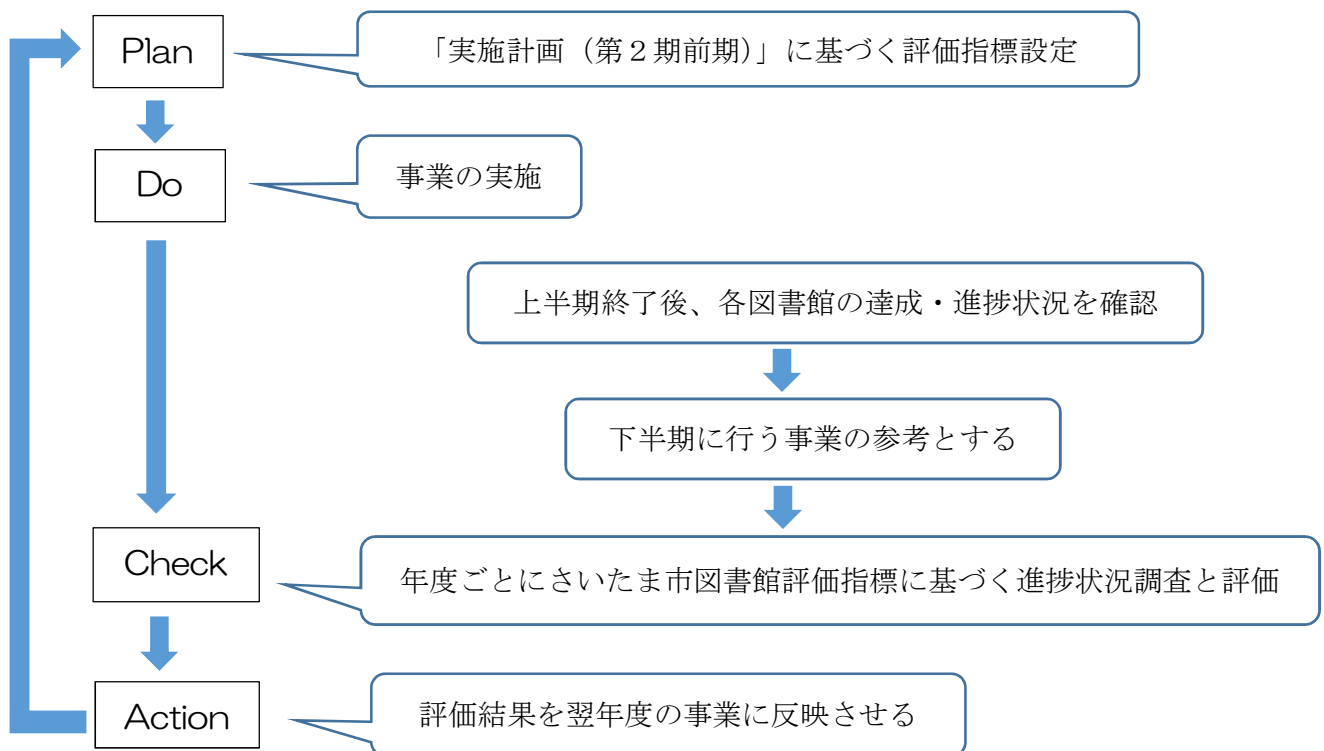 Plan
「実施計画（第２期前期）」に基づく評価指標設定
Do
事業の実施
上半期終了後、各図書館の達成・進捗状況を確認
下半期に行う事業の参考とする
Check
年度ごとにさいたま市図書館評価指標に基づく進捗状況調査と評価
Action
評価結果を翌年度の事業に反映させる